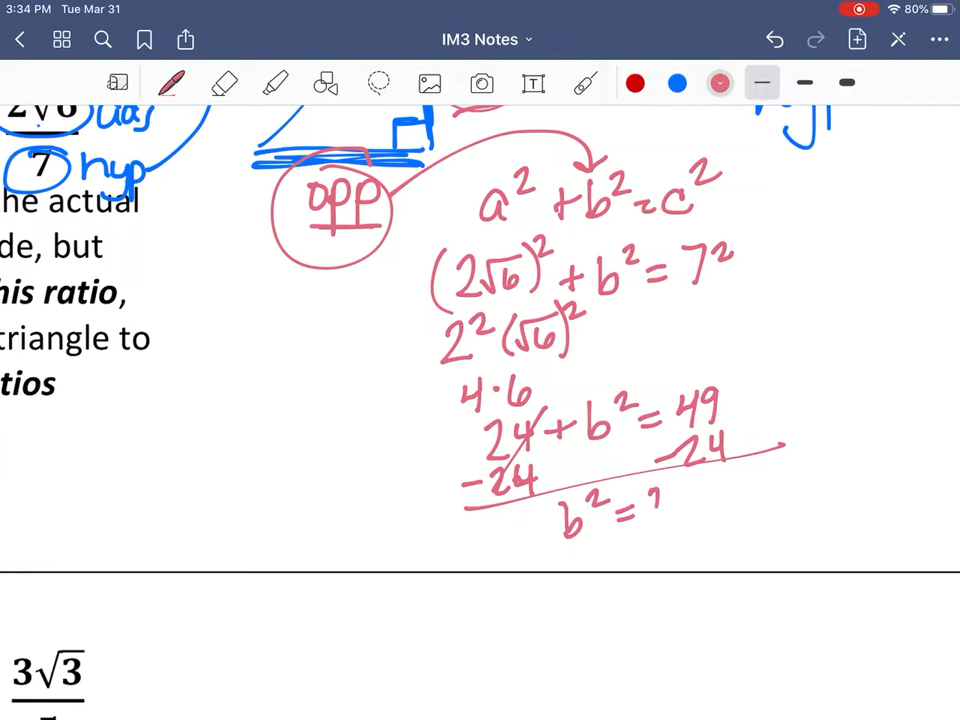 3:34 PM Tue Mar 31
80%
IM3 Notes
T
2√6 adj
7 hyp
hyp
he actual
de, but
his ratio,
triangle to
tios
opp
a² + b² = c²
(2√6)² + b² = 7²
2² (√6)²
4 · 6
24 + b² = 49
-24 -24
b² = 2
3√3